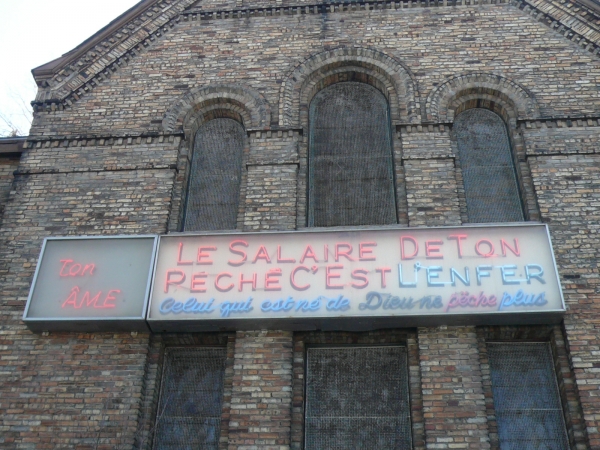 Ton
ÂME
LE SALAIRE DE TON
PÉCHÉ C'EST L'ENFER
Celui qui est né de Dieu ne pèche plus